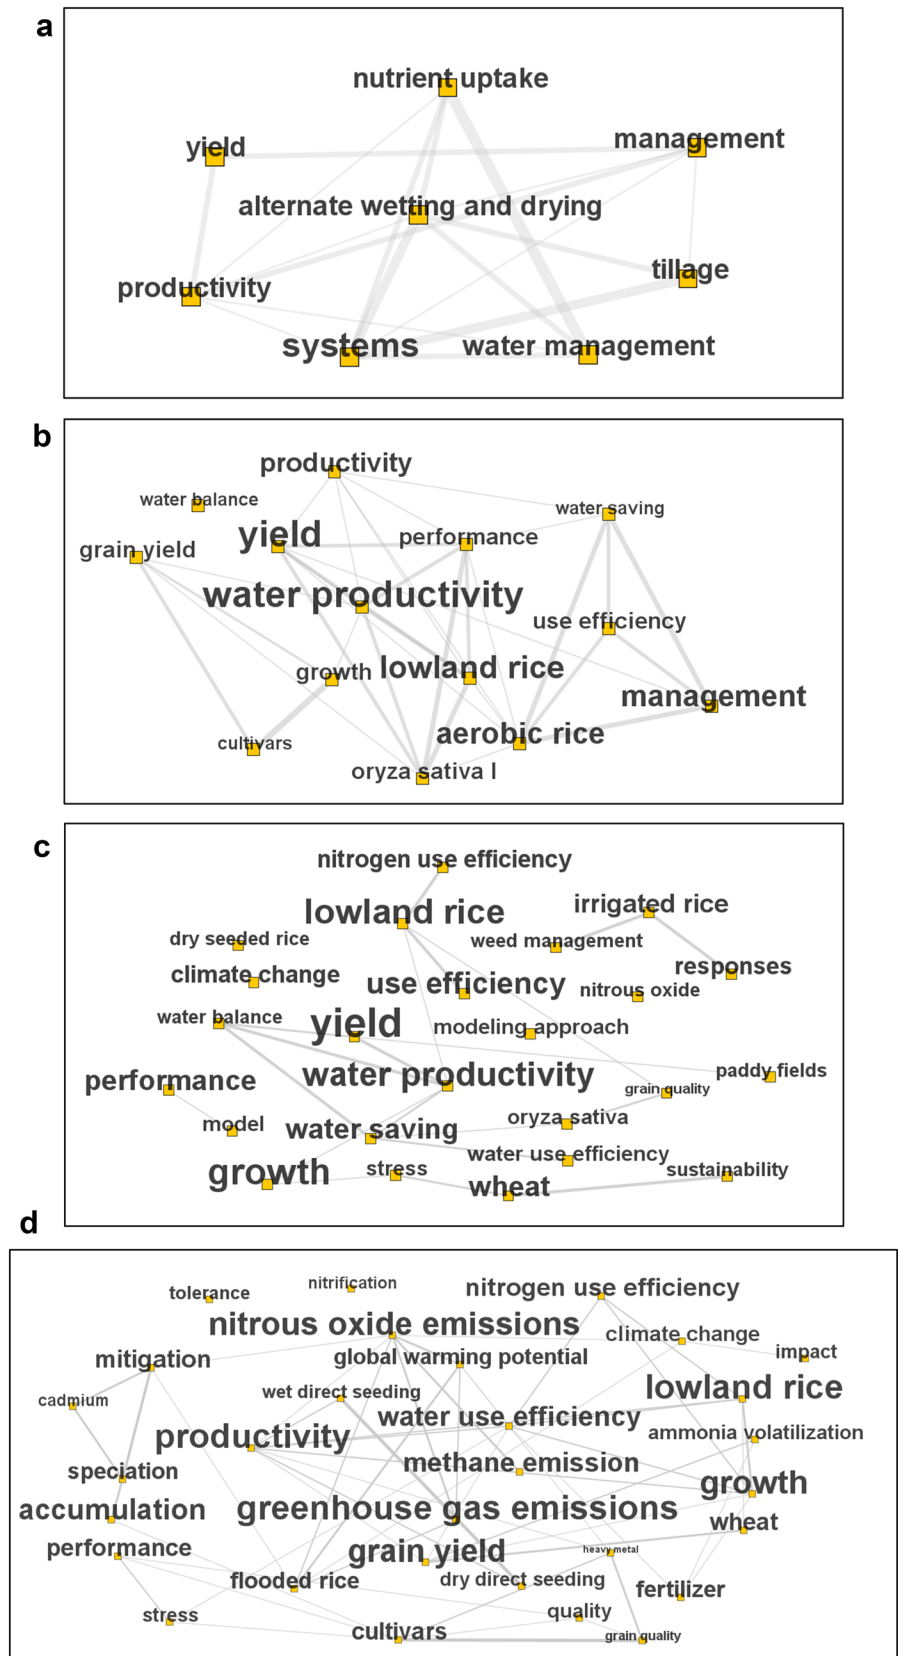 a
nutrient uptake
yield
management
alternate wetting and drying
tillage
productivity
systems
water management
b
productivity
water balance
water saving
yield
performance
grain yield
water productivity
use efficiency
growth
lowland rice
management
aerobic rice
cultivars
oryza sativa l
c
nitrogen use efficiency
irrigated rice
lowland rice
dry seeded rice
weed management
climate change
responses
use efficiency
nitrous oxide
water balance
yield
modeling approach
water productivity
paddy fields
performance
grain quality
model
oryza sativa
water saving
water use efficiency
growth
stress
sustainability
wheat
d
tolerance
nitrification
nitrogen use efficiency
nitrous oxide emissions
climate change
mitigation
global warming potential
impact
cadmium
wet direct seeding
lowland rice
water use efficiency
productivity
ammonia volatilization
speciation
methane emission
growth
accumulation
greenhouse gas emissions
wheat
performance
grain yield
heavy metal
flooded rice
dry direct seeding
fertilizer
stress
quality
cultivars
grain quality